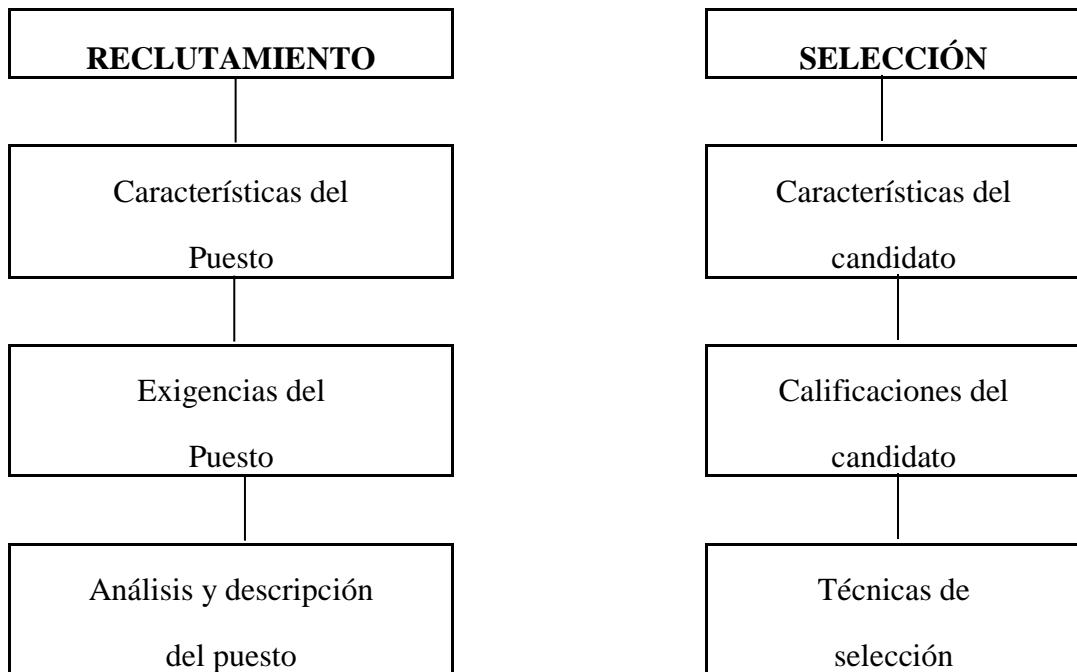 RECLUTAMIENTO
Características del
Puesto
Exigencias del
Puesto
Análisis y descripción
del puesto
SELECCIÓN
Características del
candidato
Calificaciones del
candidato
Técnicas de
selección